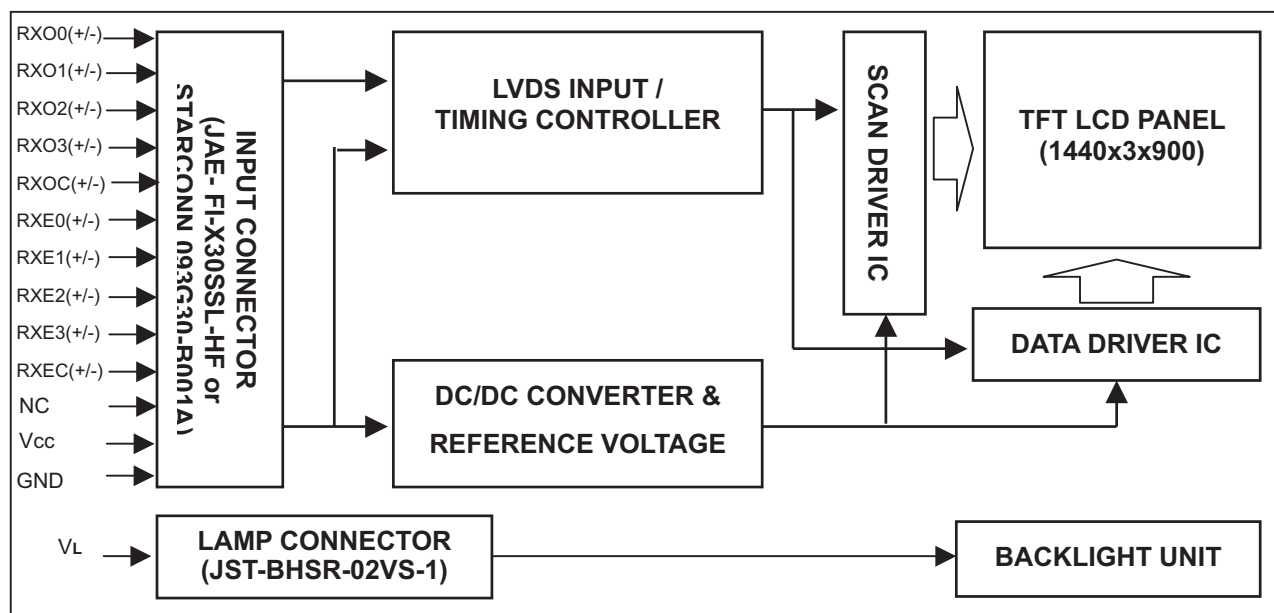 RXO0(+/-)
RXO1(+/-)
RXO2(+/-)
RXO3(+/-)
RXOC(+/-)
RXE0(+/-)
RXE1(+/-)
RXE2(+/-)
RXE3(+/-)
RXEC(+/-)
NC
Vcc
GND
VL
INPUT CONNECTOR
(JAE- FI-X30SSL-HF or
STARCONN 093G30-B001A)
LVDS INPUT /
TIMING CONTROLLER
DC/DC CONVERTER &
REFERENCE VOLTAGE
SCAN DRIVER IC
TFT LCD PANEL
(1440x3x900)
DATA DRIVER IC
LAMP CONNECTOR
(JST-BHSR-02VS-1)
BACKLIGHT UNIT